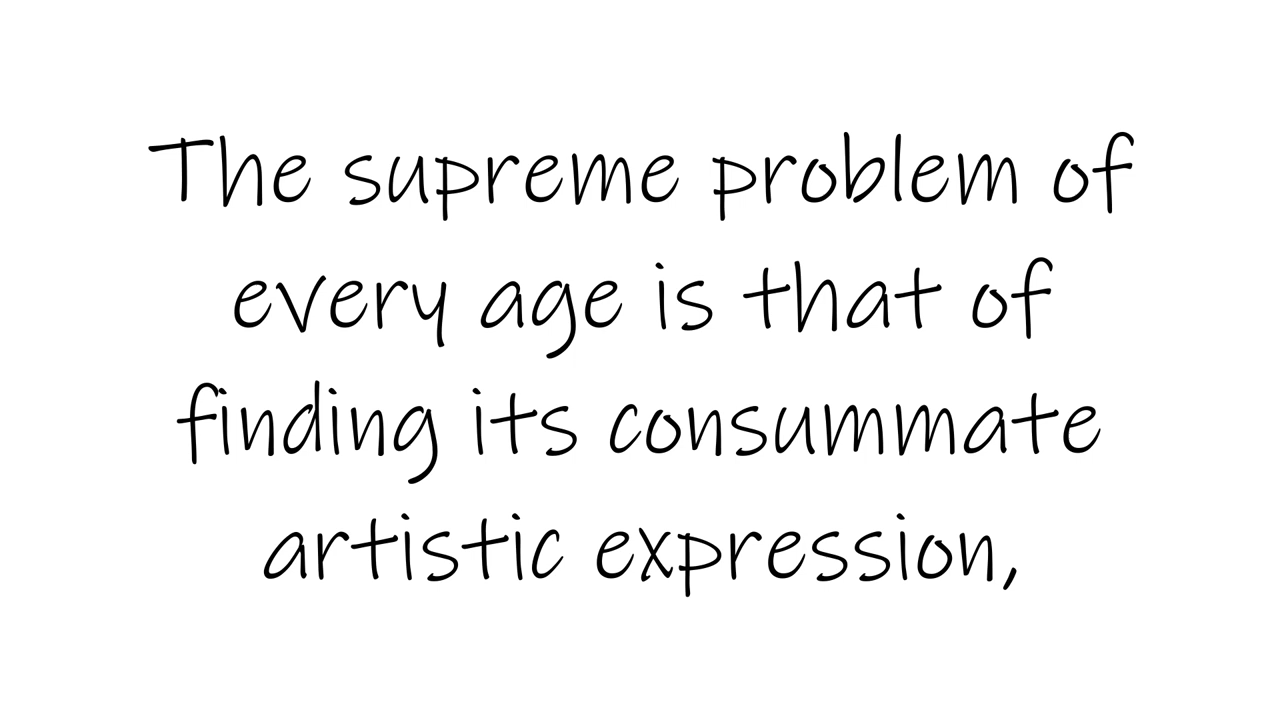 The supreme problem of
every age is that of
finding its consummate
artistic expression,